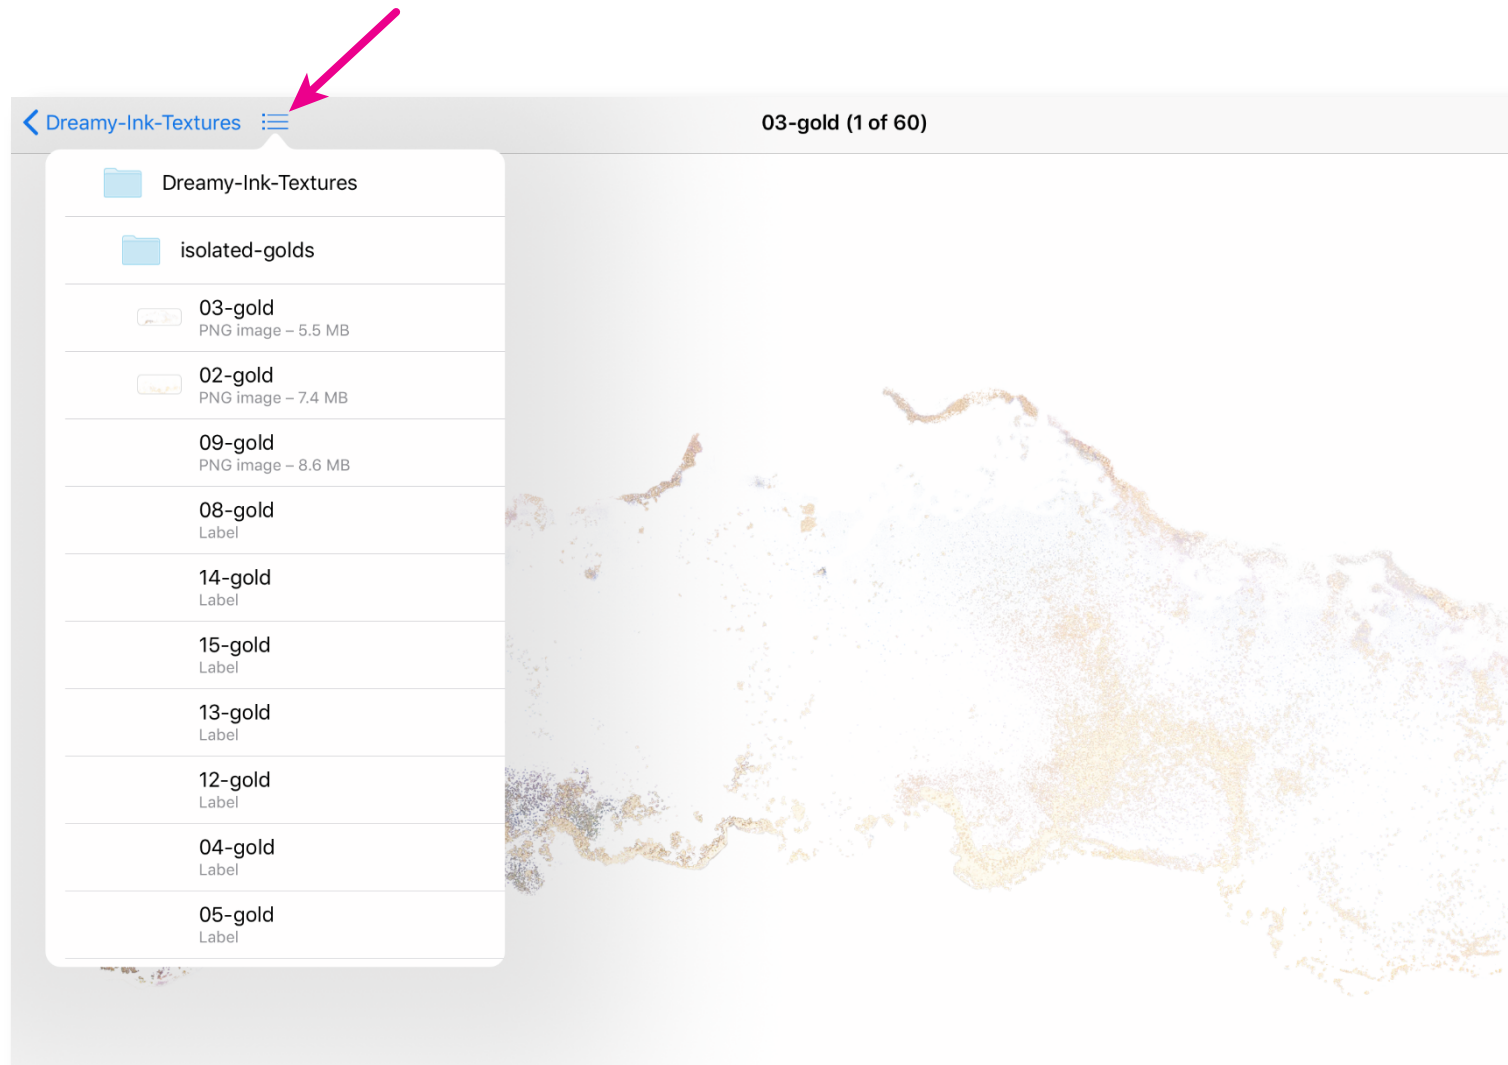 Dreamy-Ink-Textures
03-gold (1 of 60)
Dreamy-Ink-Textures
isolated-golds
03-gold
PNG image – 5.5 MB
02-gold
PNG image – 7.4 MB
09-gold
PNG image – 8.6 MB
08-gold
Label
14-gold
Label
15-gold
Label
13-gold
Label
12-gold
Label
04-gold
Label
05-gold
Label